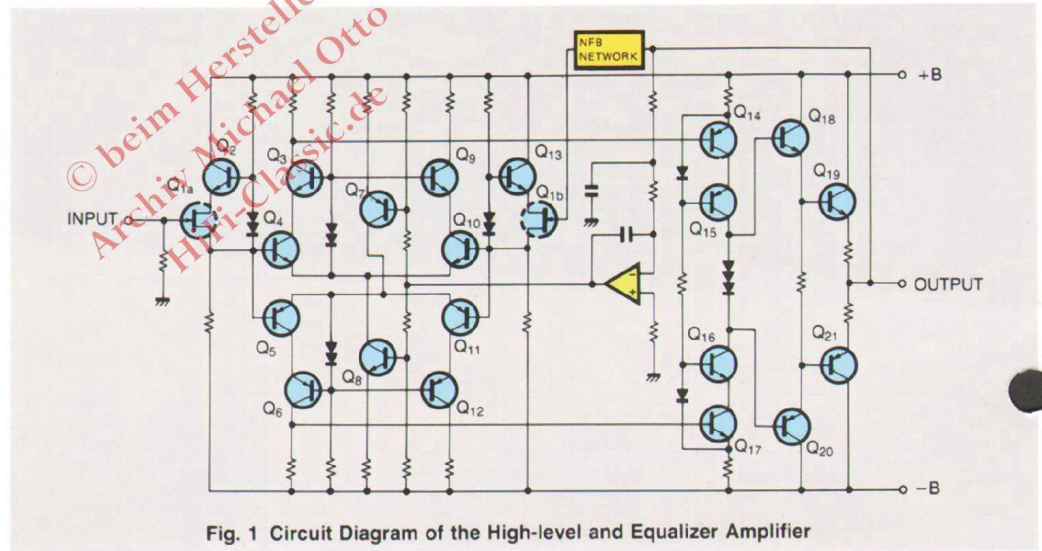 © beim Hersteller
Archiv Michael Otto
HiFi-Classic.de
NFB
NETWORK
+B
Q2
Q3
Q9
Q13
Q14
Q18
Q1a
Q7
Q1b
Q19
INPUT
Q4
Q10
Q15
-
+
OUTPUT
Q5
Q11
Q16
Q21
Q8
Q6
Q12
Q17
Q20
-B
Fig. 1 Circuit Diagram of the High-level and Equalizer Amplifier